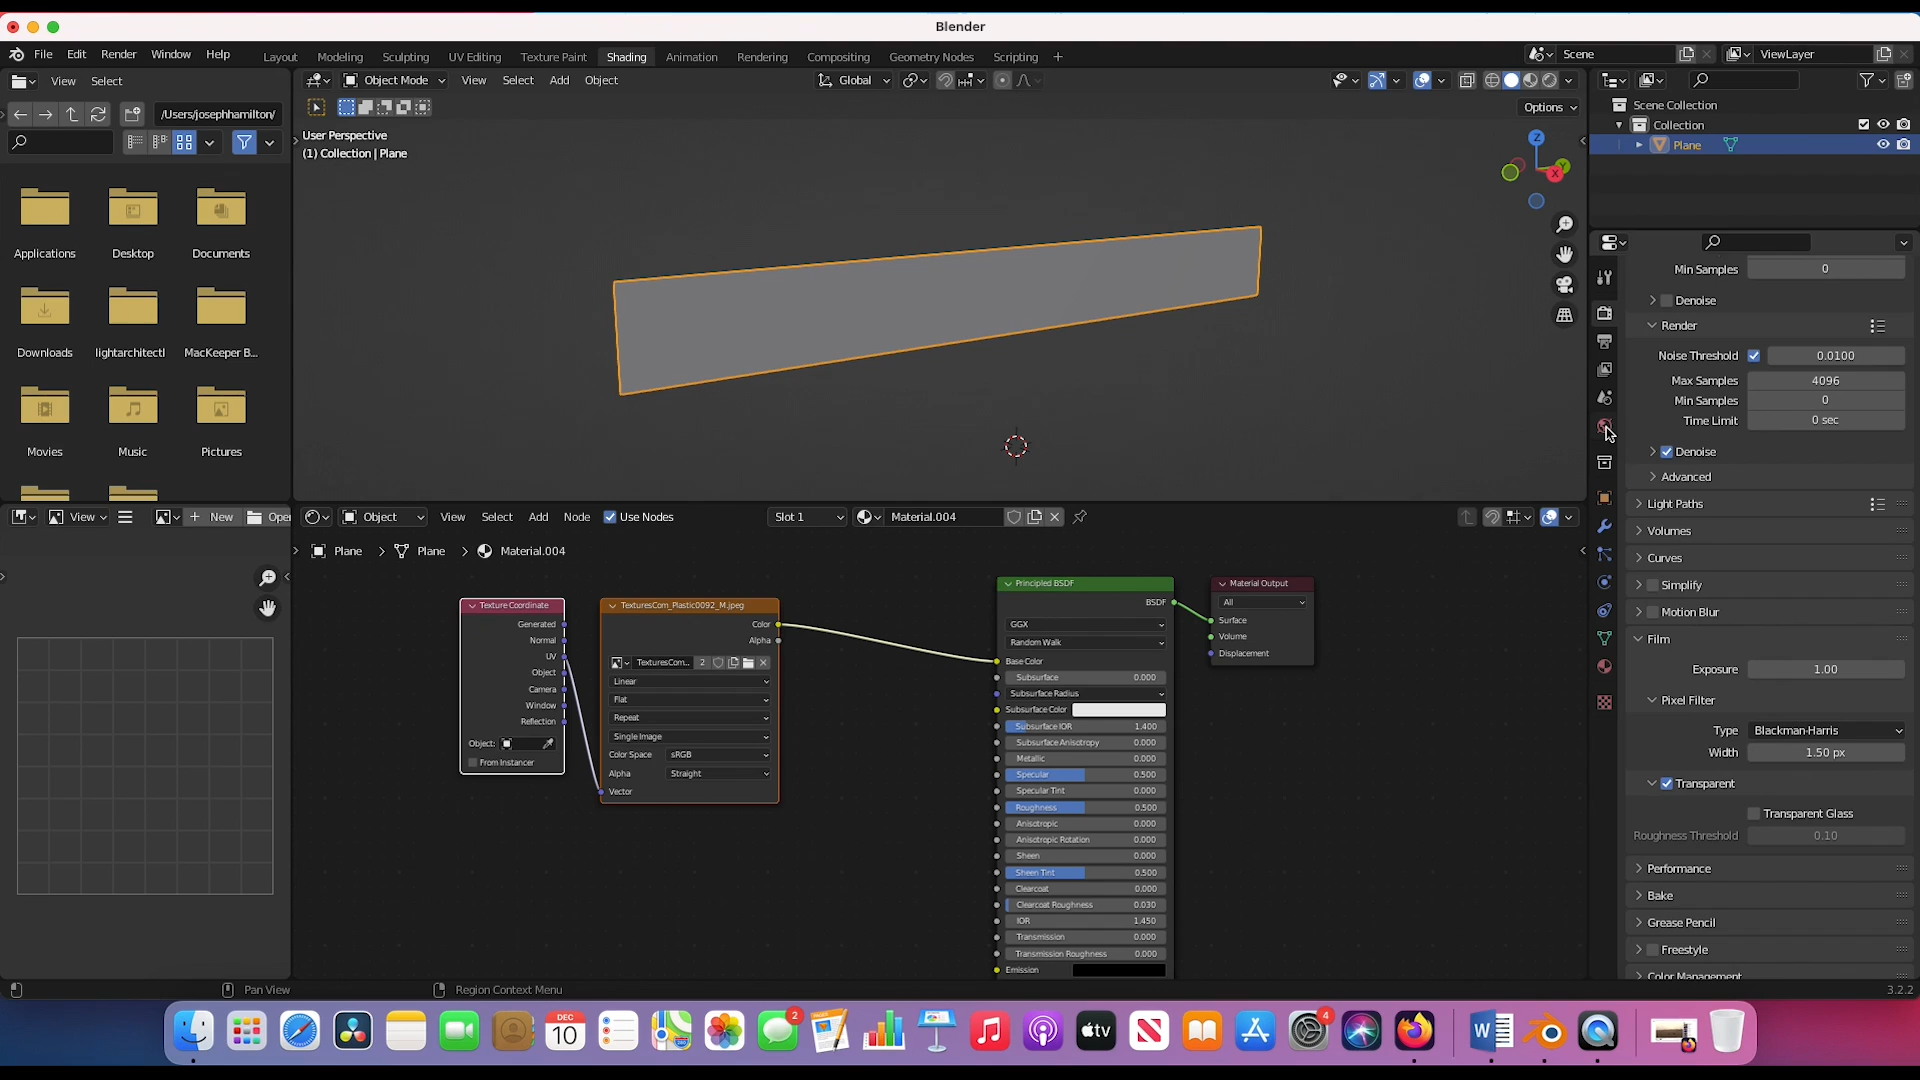 Blender
File Edit Render Window Help
Layout Modeling Sculpting UV Editing Texture Paint Shading Animation Rendering Compositing Geometry Nodes Scripting +
Scene
ViewLayer
View Select
Object Mode View Select Add Object
Global
/Users/josephhamilton/
Options
User Perspective
(1) Collection | Plane
Z
Y
X
Scene Collection
Collection
Plane
Applications Desktop Documents
Downloads lightarchitectl MacKeeper B...
Movies Music Pictures
Min Samples 0
Denoise
Render
Noise Threshold 0.0100
Max Samples 4096
Min Samples 0
Time Limit 0 sec
Denoise
Advanced
Light Paths
Volumes
Curves
Simplify
Motion Blur
Film
Exposure 1.00
Pixel Filter
Type Blackman-Harris
Width 1.50 px
Transparent
Transparent Glass
Roughness Threshold 0.10
Performance
Bake
Grease Pencil
Freestyle
Color Management
View + New Open
Object View Select Add Node Use Nodes Slot 1 Material.004
Plane > Plane > Material.004
Texture Coordinate
Generated
Normal
UV
Object
Camera
Window
Reflection
Object:
From Instancer
TexturesCom_Plastic0092_M.jpeg
Color
Alpha
TexturesCom... 2
Linear
Flat
Repeat
Single Image
Color Space sRGB
Alpha Straight
Vector
Principled BSDF
BSDF
GGX
Random Walk
Base Color
Subsurface 0.000
Subsurface Radius
Subsurface Color
Subsurface IOR 1.400
Subsurface Anisotropy 0.000
Metallic 0.000
Specular 0.500
Specular Tint 0.000
Roughness 0.500
Anisotropic 0.000
Anisotropic Rotation 0.000
Sheen 0.000
Sheen Tint 0.500
Clearcoat 0.000
Clearcoat Roughness 0.030
IOR 1.450
Transmission 0.000
Transmission Roughness 0.000
Emission
Material Output
All
Surface
Volume
Displacement
Pan View Region Context Menu 3.2.2
DEC
10
2
tv
4